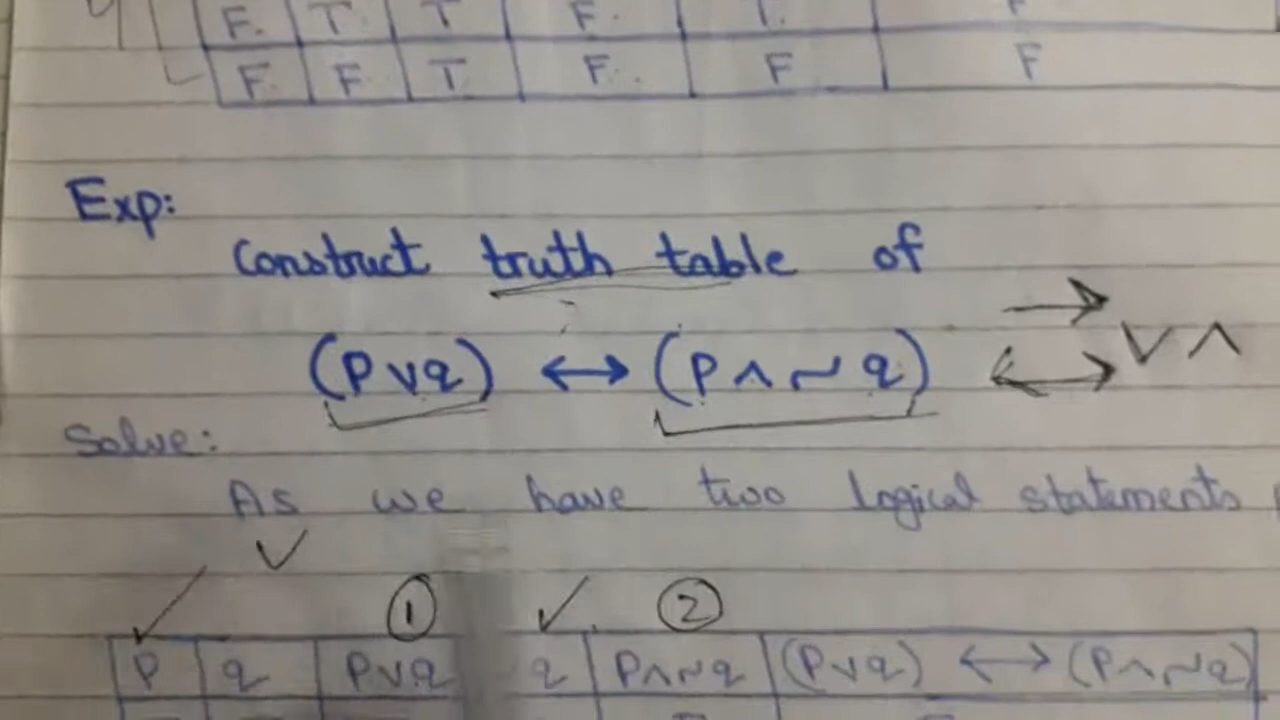 F. T. T F. T. F
F. F. T F. F F
Exp:
Construct truth table of
(P ∨ q) ↔ (P ∧ ~ q) → ↔ ∨ ∧
Solve:
As we have two logical statements
① ②
P q P∨q q P∧~q (P∨q) ↔ (P∧~q)